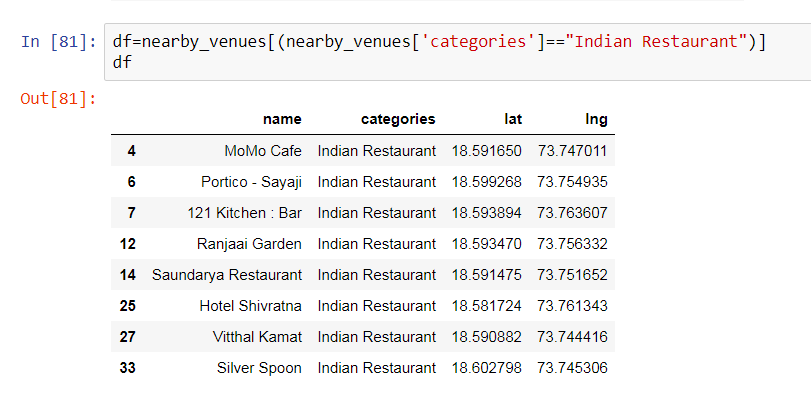 In [81]: df=nearby_venues[(nearby_venues['categories']=="Indian Restaurant")]
df
Out[81]:
name categories lat lng
4 MoMo Cafe Indian Restaurant 18.591650 73.747011
6 Portico - Sayaji Indian Restaurant 18.599268 73.754935
7 121 Kitchen : Bar Indian Restaurant 18.593894 73.763607
12 Ranjaai Garden Indian Restaurant 18.593470 73.756332
14 Saundarya Restaurant Indian Restaurant 18.591475 73.751652
25 Hotel Shivratna Indian Restaurant 18.581724 73.761343
27 Vitthal Kamat Indian Restaurant 18.590882 73.744416
33 Silver Spoon Indian Restaurant 18.602798 73.745306